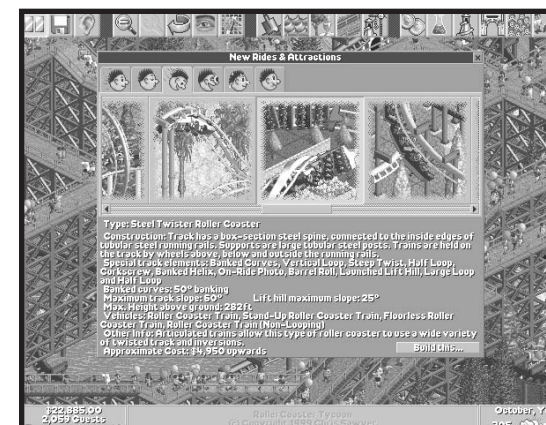 New Rides & Attractions
Type: Steel Twister Roller Coaster
Construction: Track has a box-section steel spine, connected to the inside edges of
tubular steel running rails. Supports are large tubular steel posts. Trains are held on
the track by wheels above, below and outside the running rails.
Special track elements: Banked Curves, Vertical Loop, Steep Twist, Half Loop,
Corkscrew, Banked Helix, On-Ride Photo, Barrel Roll, Launched Lift Hill, Large Loop
and Half Loop
Banked curves: 50° banking
Maximum track slope: 60° Lift hill maximum slope: 25°
Max. Height above ground: 282ft
Vehicles: Roller Coaster Train, Stand-Up Roller Coaster Train, Floorless Roller
Coaster Train, Roller Coaster Train (Non-Looping)
Other Info: Articulated trains allow this type of roller coaster to use a wide variety
of twisted track and inversions.
Approximate Cost: $4,950 upwards
Build this...
$22,885.00
2,059 Guests
Roller Coaster Tycoon
© Copyright 1999 Chris Sawyer
October, Y